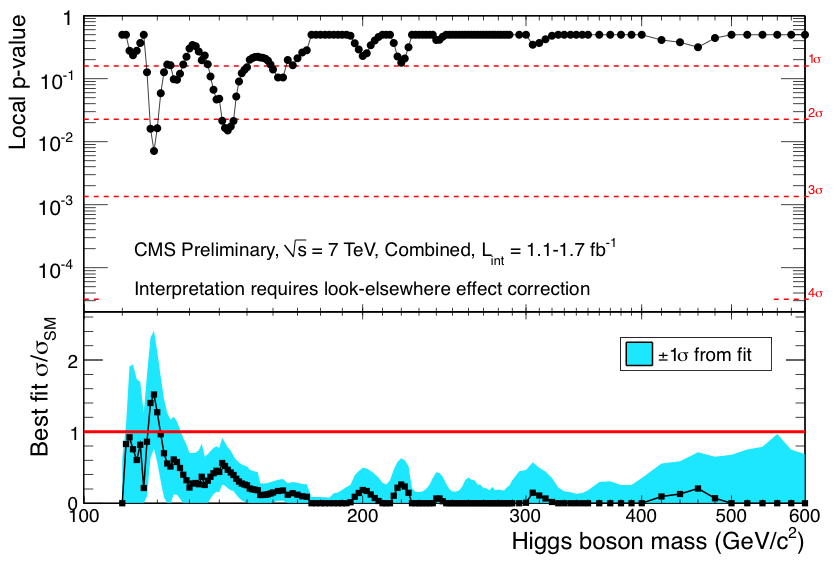 Local p-value
1
10⁻¹
10⁻²
10⁻³
10⁻⁴
1σ
2σ
3σ
4σ
CMS Preliminary, √s = 7 TeV, Combined, L_int = 1.1-1.7 fb⁻¹
Interpretation requires look-elsewhere effect correction
Best fit σ/σ_SM
2
1
0
±1σ from fit
100 200 300 400 500 600
Higgs boson mass (GeV/c²)